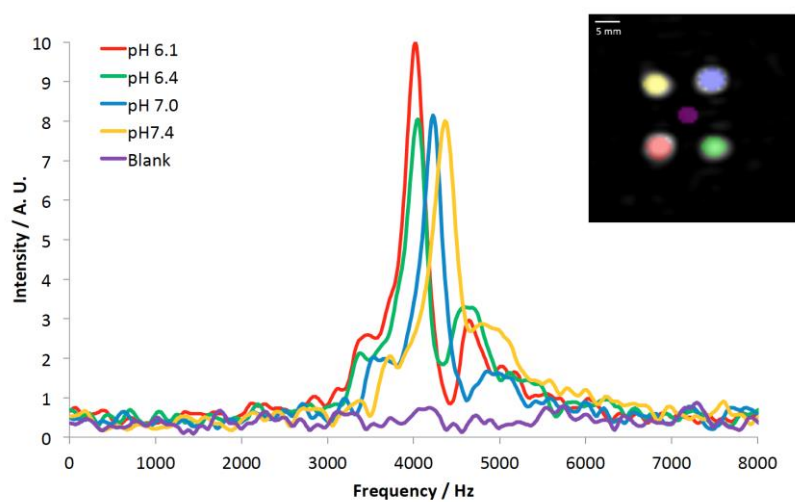 5 mm
pH 6.1
pH 6.4
pH 7.0
pH7.4
Blank
10
9
8
7
6
5
4
3
2
1
0
Intensity / A. U.
0 1000 2000 3000 4000 5000 6000 7000 8000
Frequency / Hz